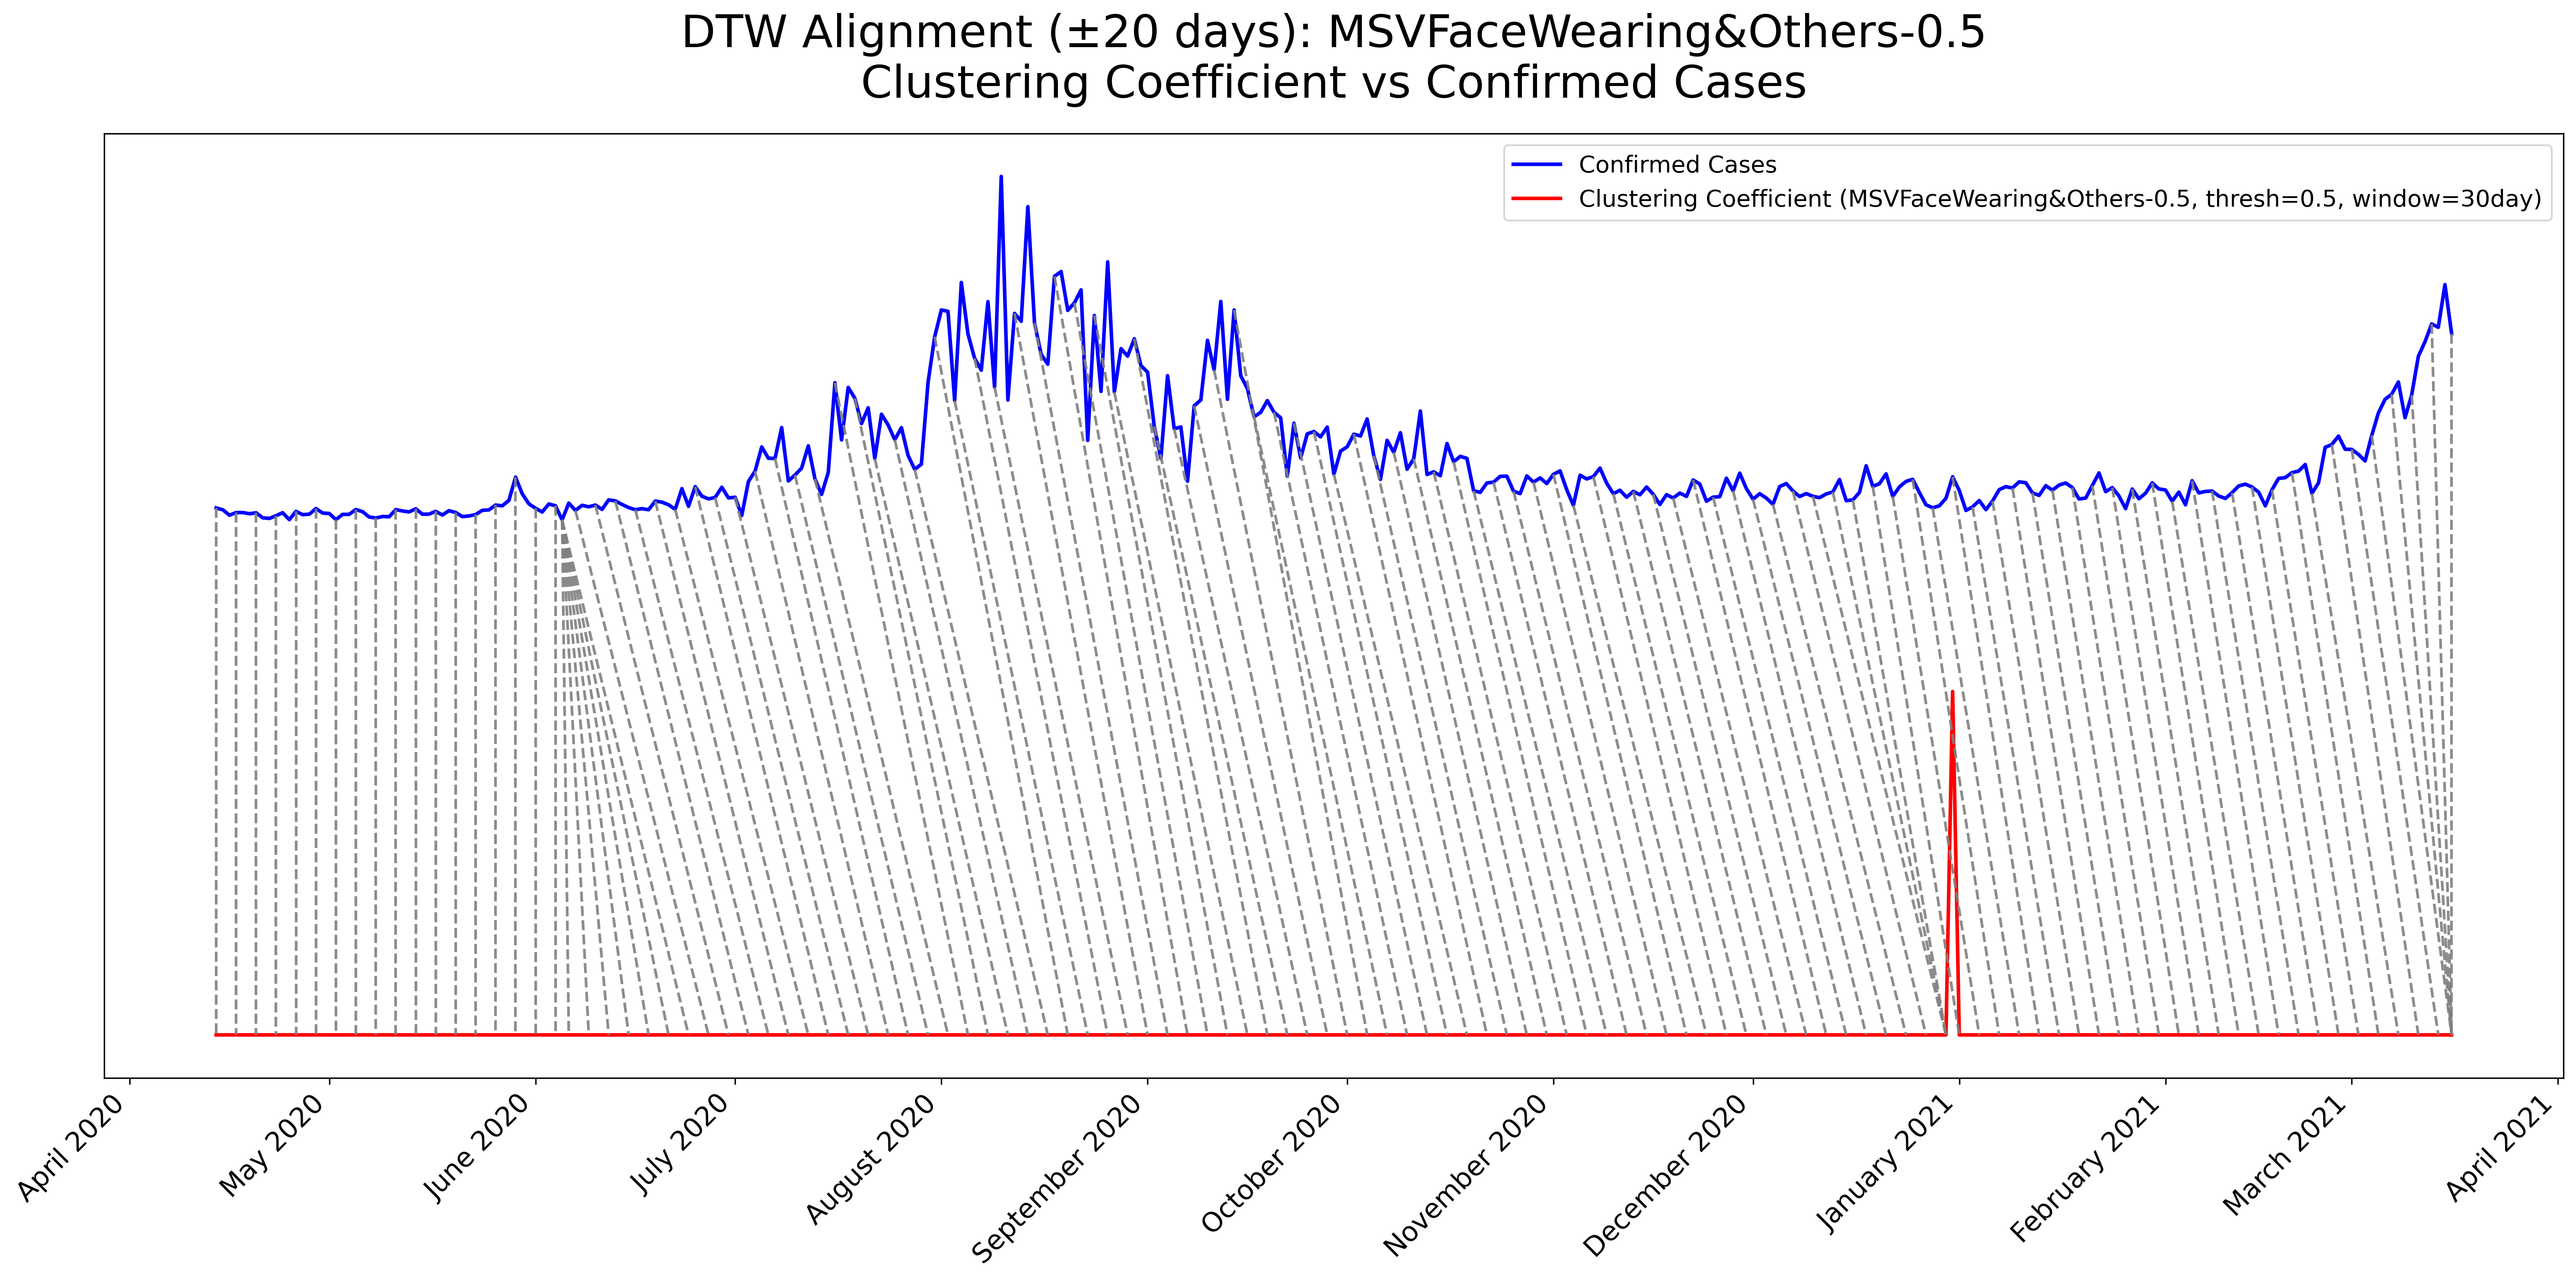 DTW Alignment (±20 days): MSVFaceWearing&Others-0.5
Clustering Coefficient vs Confirmed Cases
Confirmed Cases
Clustering Coefficient (MSVFaceWearing&Others-0.5, thresh=0.5, window=30day)
April 2020
May 2020
June 2020
July 2020
August 2020
September 2020
October 2020
November 2020
December 2020
January 2021
February 2021
March 2021
April 2021